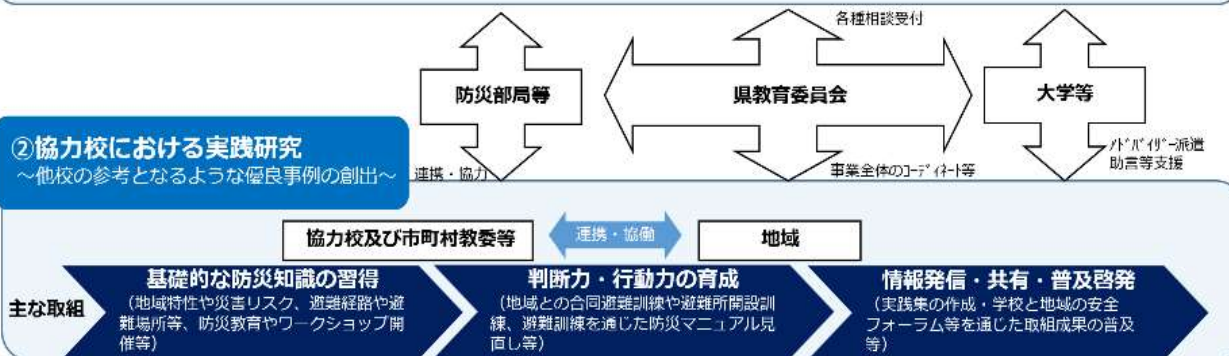 各種相談受付
防災部局等
県教育委員会
大学等
②協力校における実践研究
～他校の参考となるような優良事例の創出～
連携・協力
事業全体のｺｰﾃﾞｨﾈｰﾄ等
ｱﾄﾞﾊﾞｲｻﾞｰ派遣
助言等支援
協力校及び市町村教委等
連携・協働
地域
主な取組
基礎的な防災知識の習得
（地域特性や災害リスク、避難経路や避
難場所等、防災教育やワークショップ開
催等）
判断力・行動力の育成
（地域との合同避難訓練や避難所開設訓
練、避難訓練を通じた防災マニュアル見
直し等）
情報発信・共有・普及啓発
（実践集の作成・学校と地域の安全
フォーラム等を通じた取組成果の普及
等）